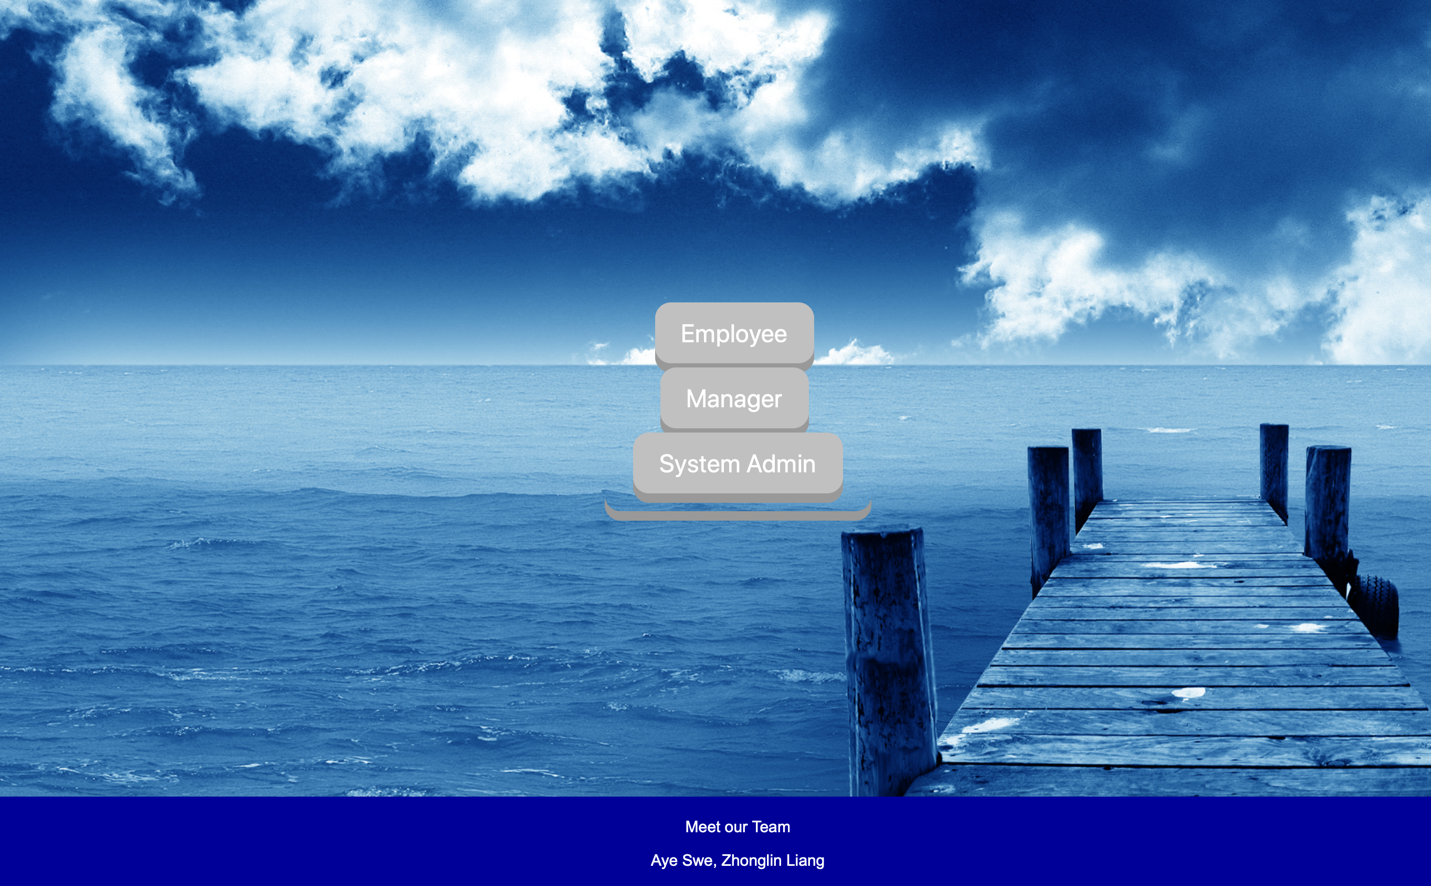 Employee
Manager
System Admin
Meet our Team
Aye Swe, Zhonglin Liang